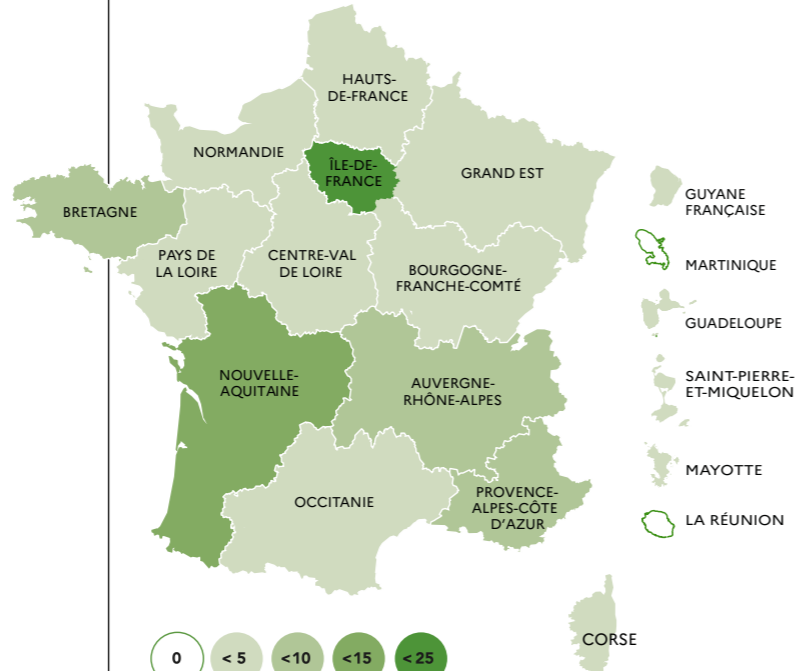 HAUTS-
DE-FRANCE
NORMANDIE
ÎLE-DE-
FRANCE
GRAND EST
BRETAGNE
PAYS DE
LA LOIRE
CENTRE-VAL
DE LOIRE
BOURGOGNE-
FRANCHE-COMTÉ
NOUVELLE-
AQUITAINE
AUVERGNE-
RHÔNE-ALPES
OCCITANIE
PROVENCE-
ALPES-CÔTE
D’AZUR
CORSE
GUYANE
FRANÇAISE
MARTINIQUE
GUADELOUPE
SAINT-PIERRE-
ET-MIQUELON
MAYOTTE
LA RÉUNION
0
< 5
<10
<15
< 25